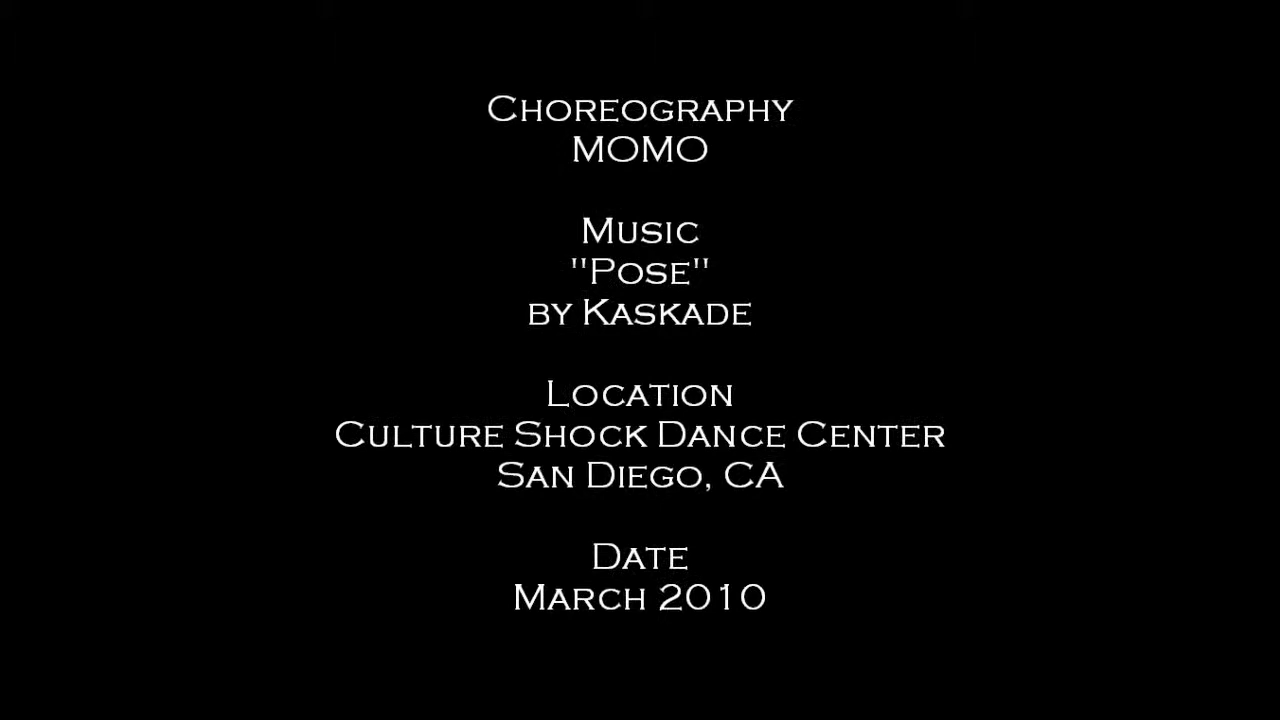 Choreography
MOMO
Music
"Pose"
by Kaskade
Location
Culture Shock Dance Center
San Diego, CA
Date
March 2010